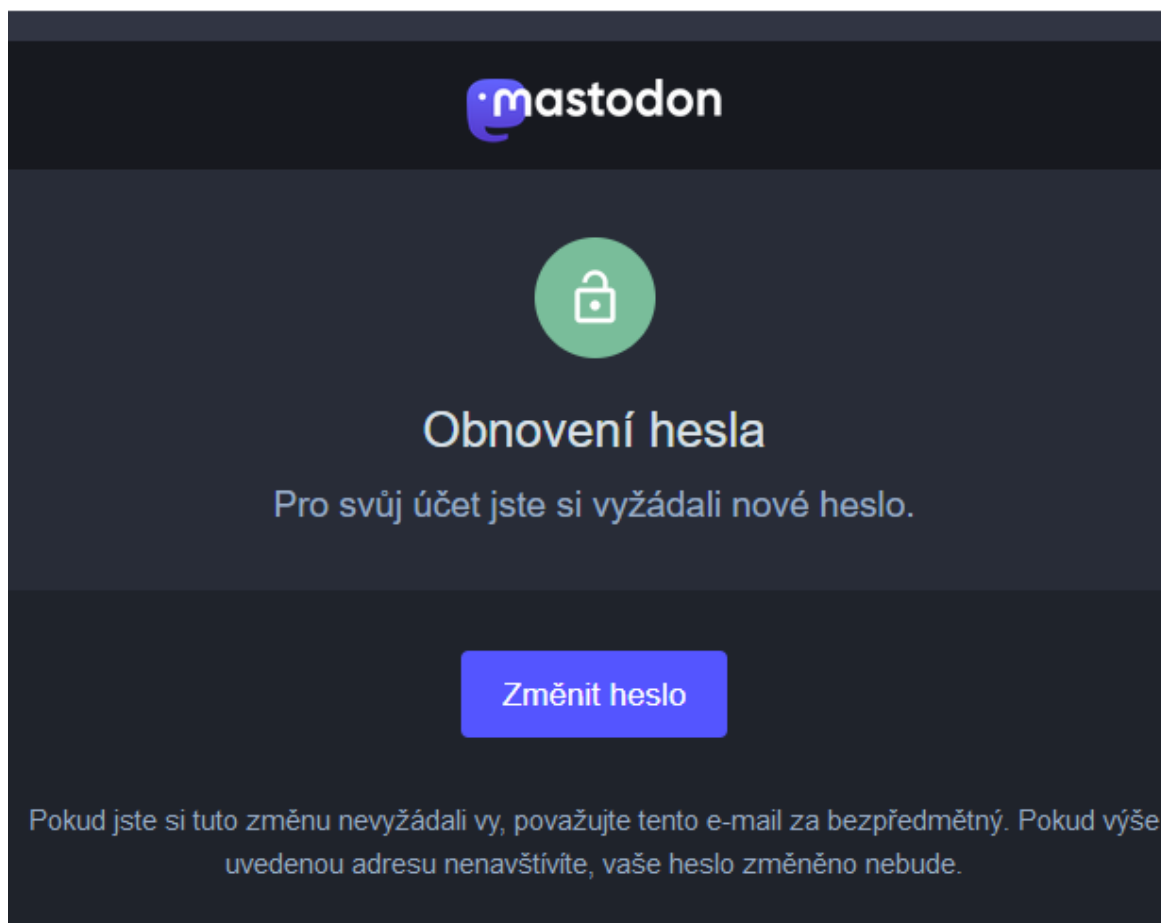 mastodon
Obnovení hesla
Pro svůj účet jste si vyžádali nové heslo.
Změnit heslo
Pokud jste si tuto změnu nevyžádali vy, považujte tento e-mail za bezpředmětný. Pokud výše
uvedenou adresu nenavštívíte, vaše heslo změněno nebude.